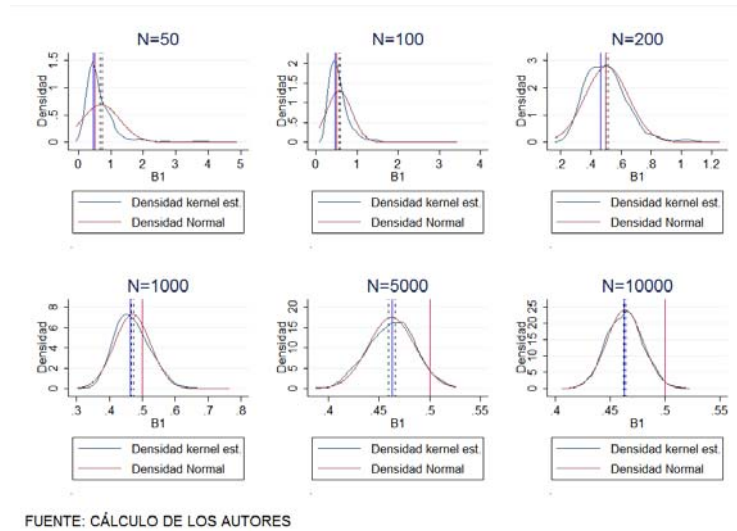 N=50
N=100
N=200
Densidad
0 .5 1 1.5
0 1 2 3 4 5
B1
Densidad
0 .5 1 1.5 2
0 1 2 3 4
B1
Densidad
0 1 2 3
.2 .4 .6 .8 1 1.2
B1
Densidad kernel est.
Densidad Normal
Densidad kernel est.
Densidad Normal
Densidad kernel est.
Densidad Normal
N=1000
N=5000
N=10000
Densidad
0 2 4 6 8
.3 .4 .5 .6 .7 .8
B1
Densidad
0 5 10 15 20
.4 .45 .5 .55
B1
Densidad
0 5 10 15 20 25
.4 .45 .5 .55
B1
Densidad kernel est.
Densidad Normal
Densidad kernel est.
Densidad Normal
Densidad kernel est.
Densidad Normal
FUENTE: CÁLCULO DE LOS AUTORES